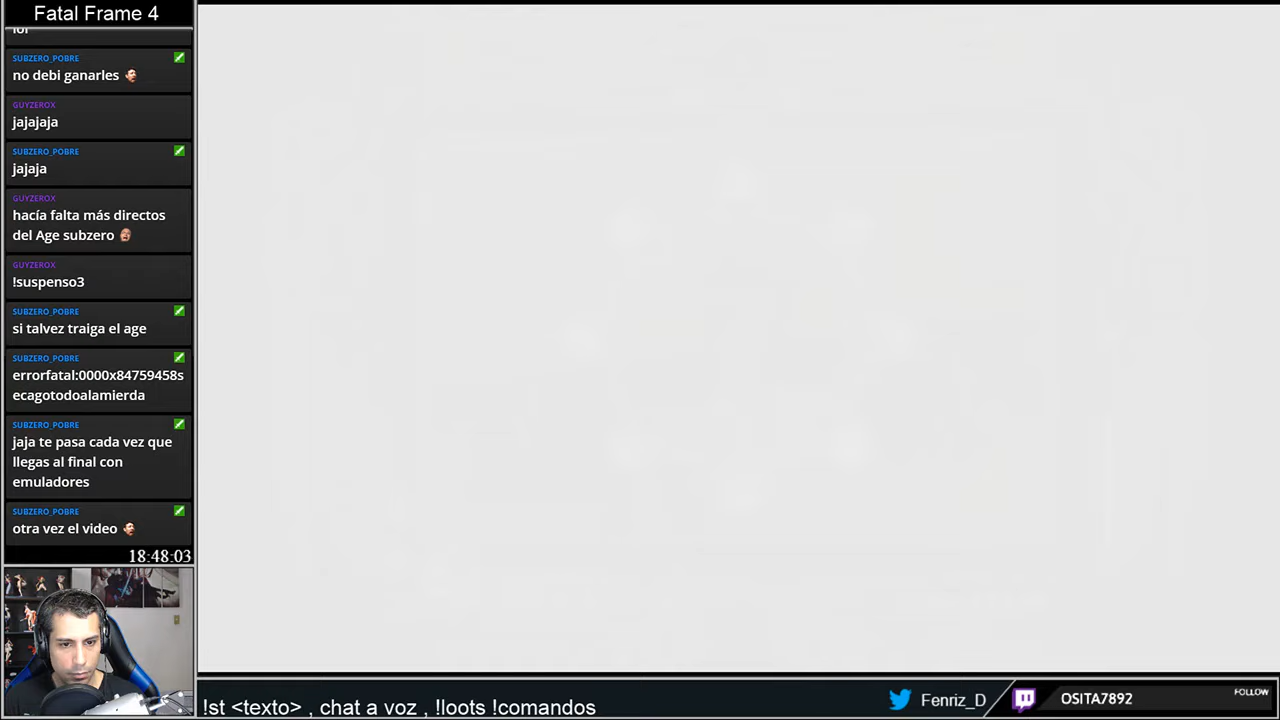 Fatal Frame 4
lol
SUBZERO_POBRE
no debi ganarles
GUYZEROX
jajajaja
SUBZERO_POBRE
jajaja
GUYZEROX
hacía falta más directos
del Age subzero
GUYZEROX
!suspenso3
SUBZERO_POBRE
si talvez traiga el age
SUBZERO_POBRE
errorfatal:0000x84759458s
ecagotodoalamierda
SUBZERO_POBRE
jaja te pasa cada vez que
llegas al final con
emuladores
SUBZERO_POBRE
otra vez el video
18:48:03
!st <texto> , chat a voz , !loots !comandos
Fenriz_D
OSITA7892
FOLLOW